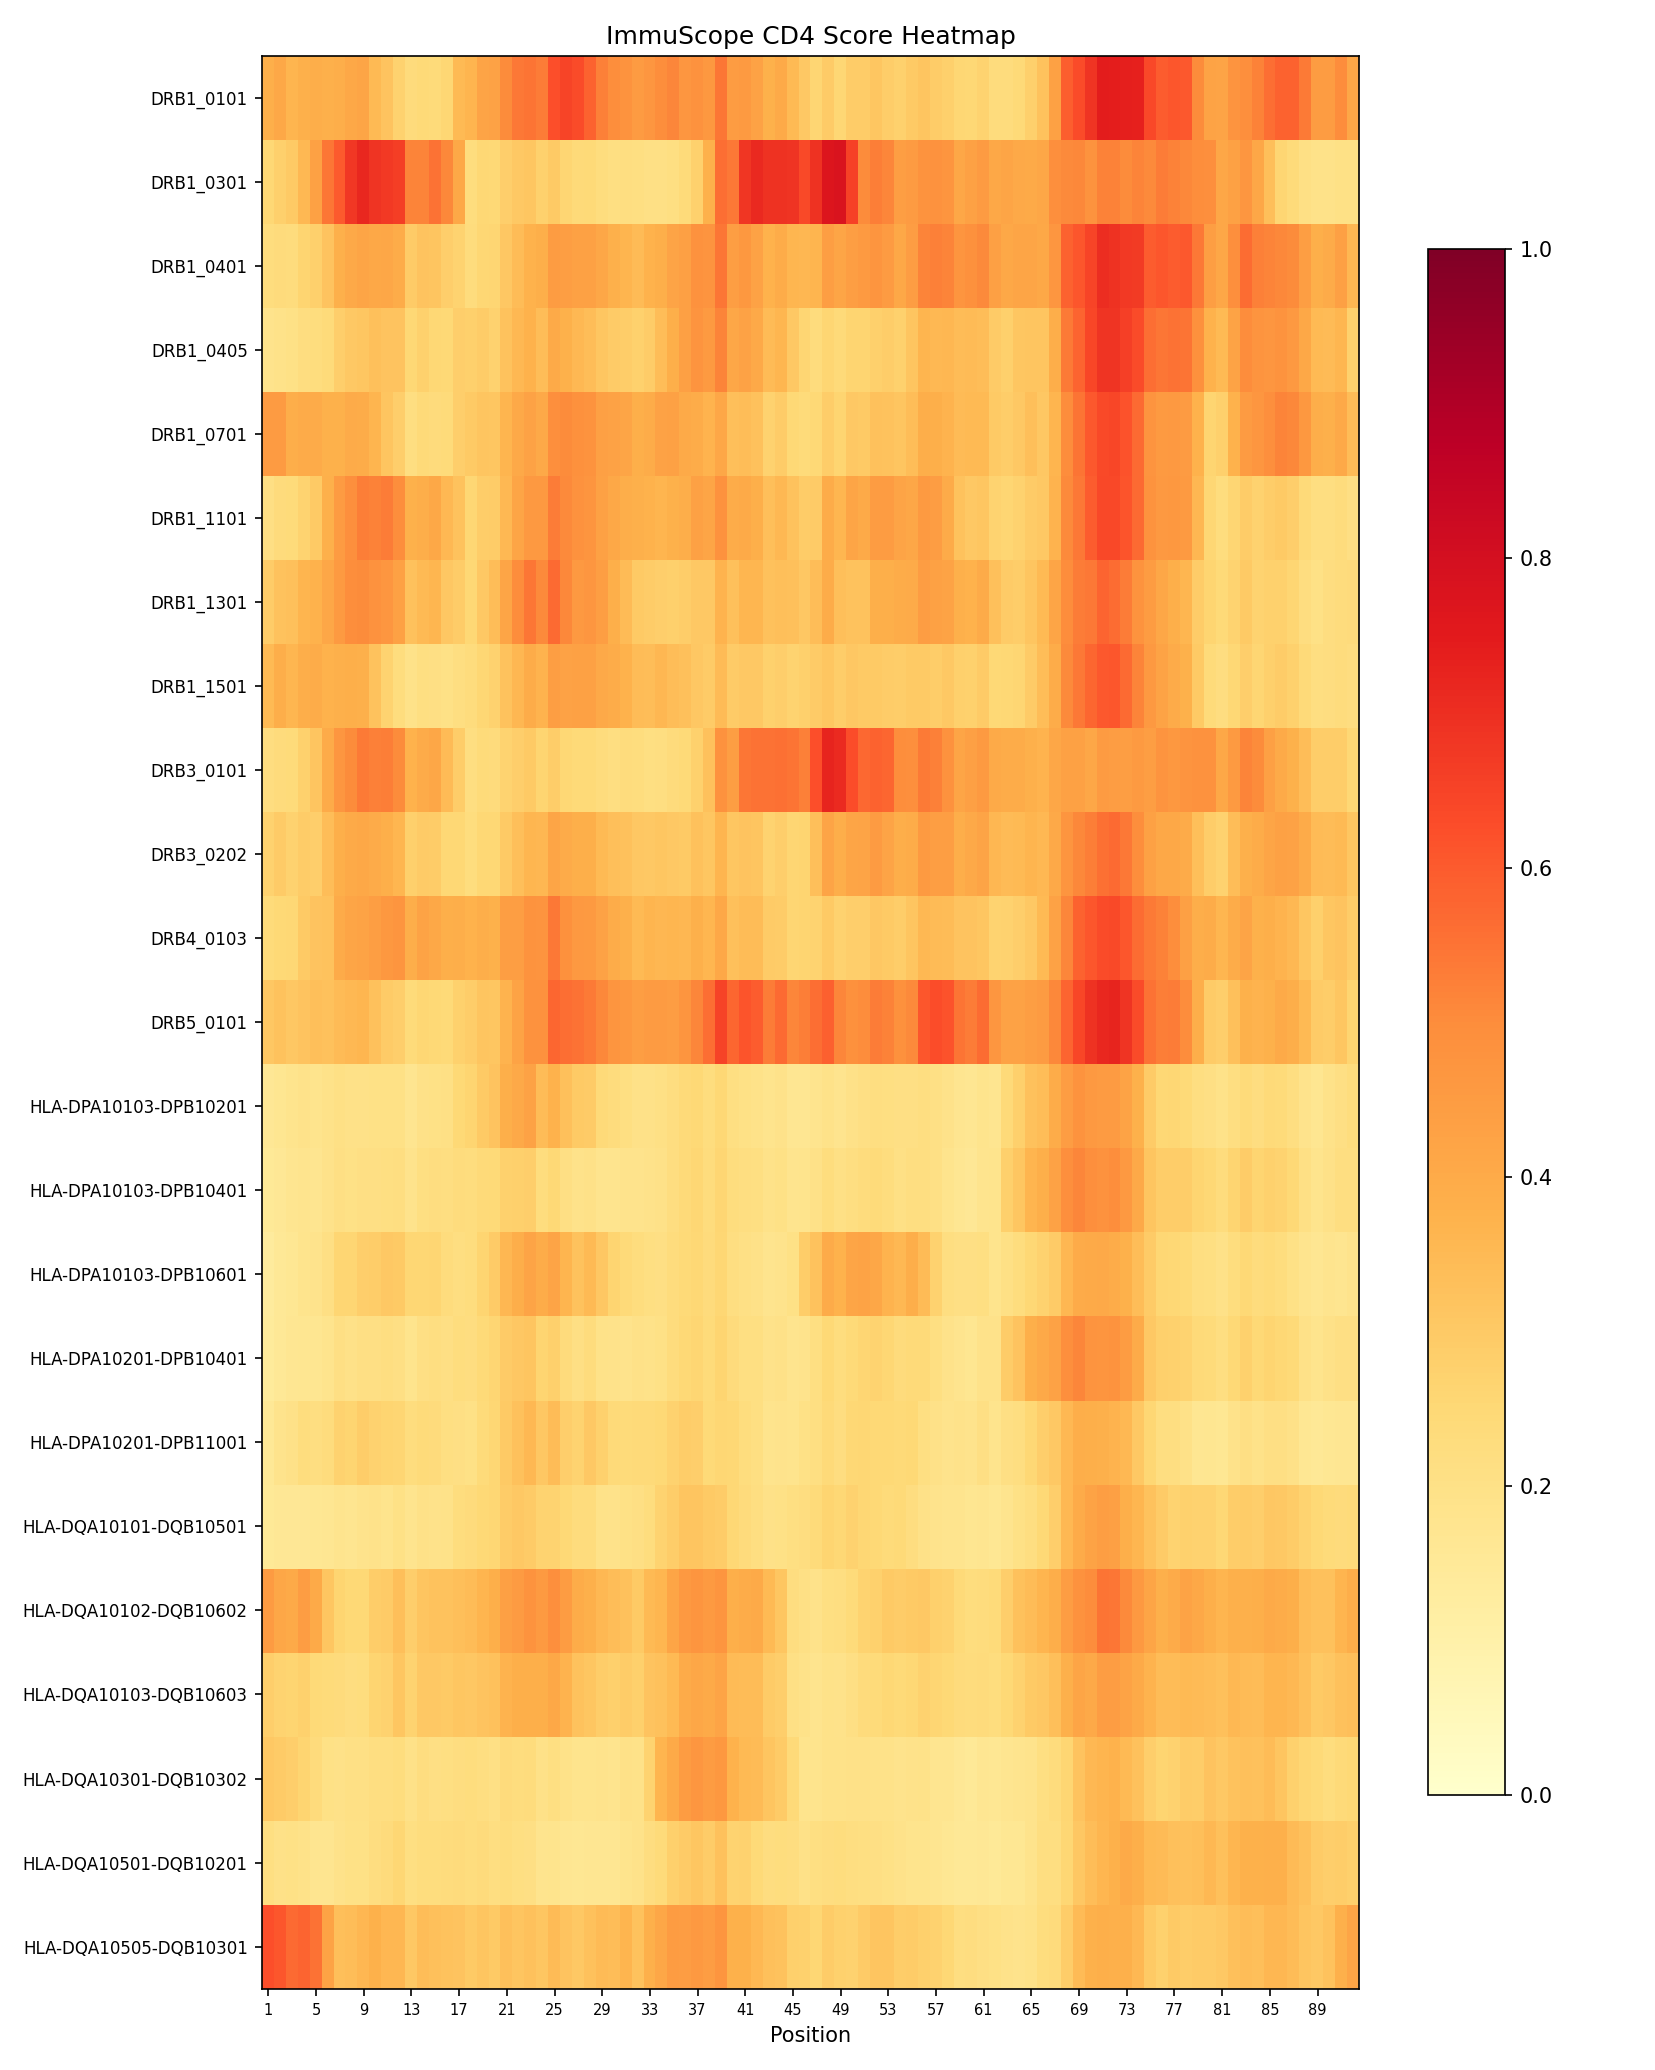 ImmuScope CD4 Score Heatmap
DRB1_0101
DRB1_0301
DRB1_0401
DRB1_0405
DRB1_0701
DRB1_1101
DRB1_1301
DRB1_1501
DRB3_0101
DRB3_0202
DRB4_0103
DRB5_0101
HLA-DPA10103-DPB10201
HLA-DPA10103-DPB10401
HLA-DPA10103-DPB10601
HLA-DPA10201-DPB10401
HLA-DPA10201-DPB11001
HLA-DQA10101-DQB10501
HLA-DQA10102-DQB10602
HLA-DQA10103-DQB10603
HLA-DQA10301-DQB10302
HLA-DQA10501-DQB10201
HLA-DQA10505-DQB10301
1 5 9 13 17 21 25 29 33 37 41 45 49 53 57 61 65 69 73 77 81 85 89
Position
1.0
0.8
0.6
0.4
0.2
0.0